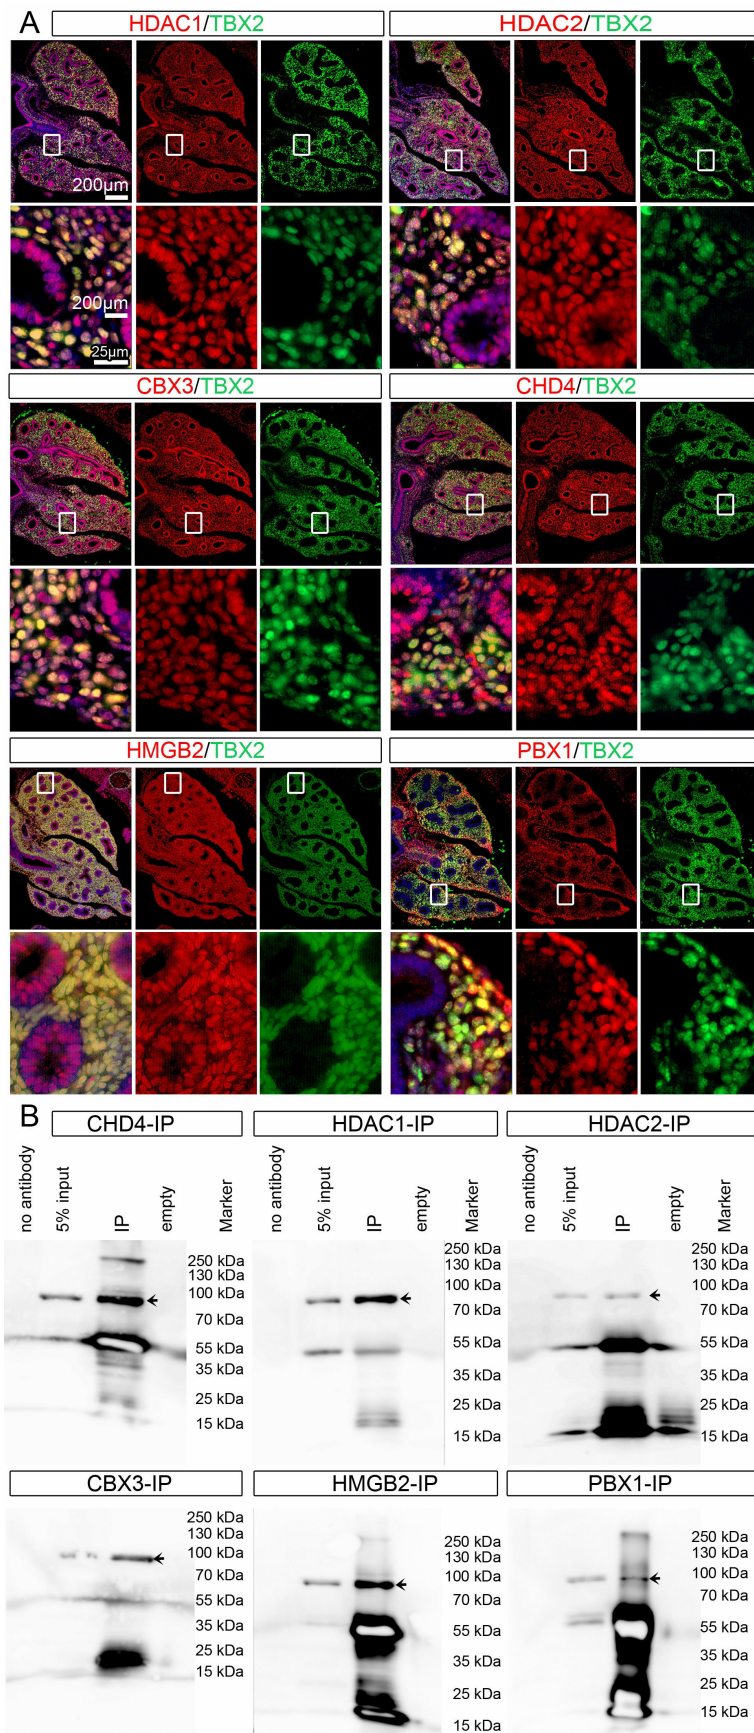 A
HDAC1/TBX2
HDAC2/TBX2
200µm
200µm
25µm
CBX3/TBX2
CHD4/TBX2
HMGB2/TBX2
PBX1/TBX2
B
CHD4-IP
HDAC1-IP
HDAC2-IP
no antibody
5% input
IP
empty
Marker
no antibody
5% input
IP
empty
Marker
no antibody
5% input
IP
empty
Marker
250 kDa
130 kDa
100 kDa
70 kDa
55 kDa
35 kDa
25 kDa
15 kDa
250 kDa
130 kDa
100 kDa
70 kDa
55 kDa
35 kDa
25 kDa
15 kDa
250 kDa
130 kDa
100 kDa
70 kDa
55 kDa
35 kDa
25 kDa
15 kDa
CBX3-IP
HMGB2-IP
PBX1-IP
250 kDa
130 kDa
100 kDa
70 kDa
55 kDa
35 kDa
25 kDa
15 kDa
250 kDa
130 kDa
100 kDa
70 kDa
55 kDa
35 kDa
25 kDa
15 kDa
250 kDa
130 kDa
100 kDa
70 kDa
55 kDa
35 kDa
25 kDa
15 kDa